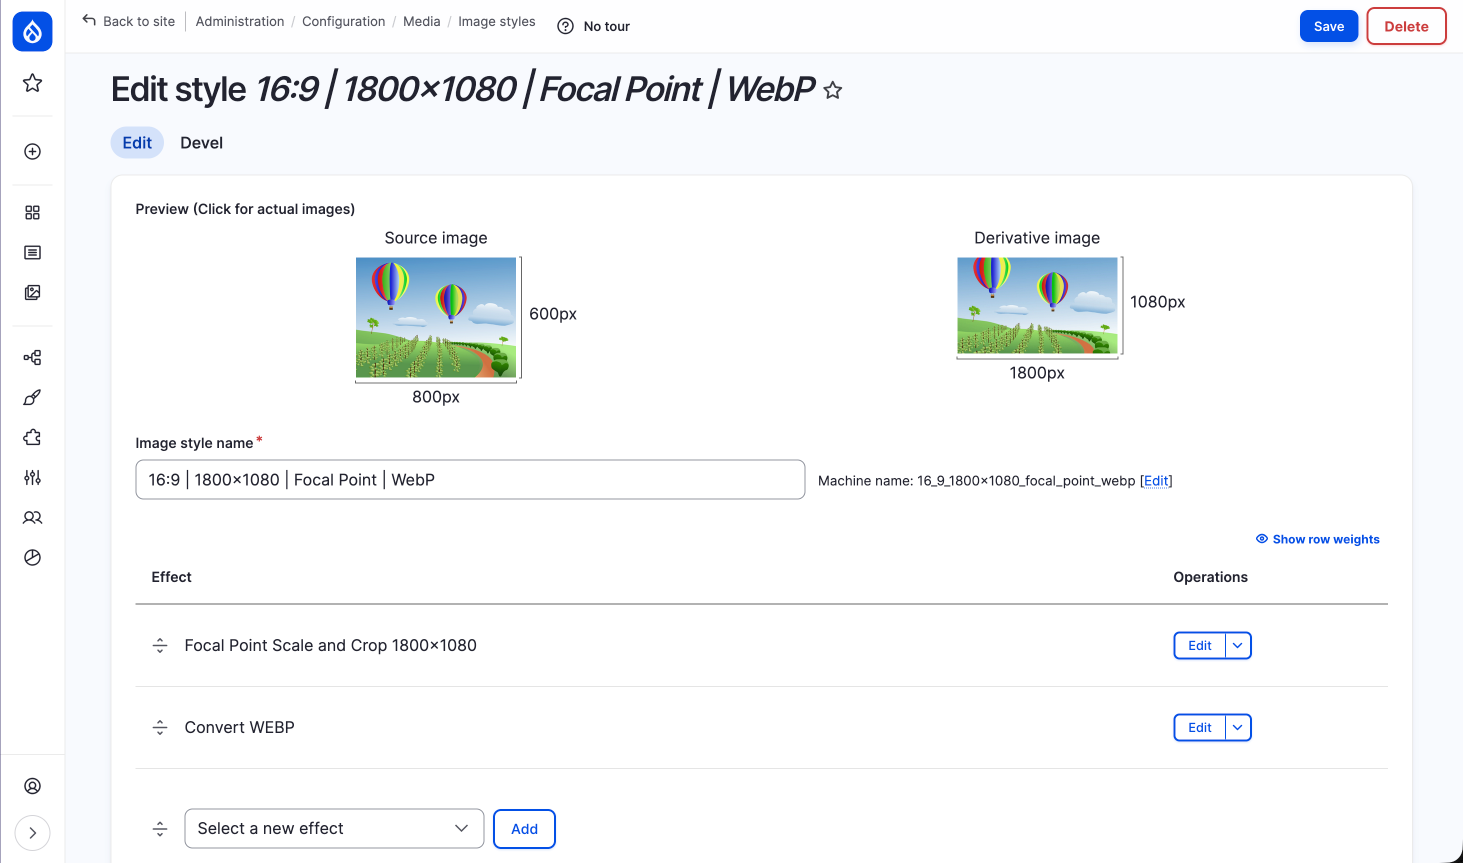 Back to site
Administration / Configuration / Media / Image styles
No tour
Save
Delete
Edit style 16:9 | 1800×1080 | Focal Point | WebP
Edit
Devel
Preview (Click for actual images)
Source image
600px
800px
Derivative image
1080px
1800px
Image style name*
16:9 | 1800×1080 | Focal Point | WebP
Machine name: 16_9_1800x1080_focal_point_webp [Edit]
Show row weights
Effect
Operations
Focal Point Scale and Crop 1800×1080
Edit
Convert WEBP
Edit
Select a new effect
Add